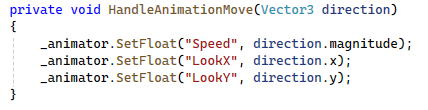 private void HandleAnimationMove(Vector3 direction)
{
    _animator.SetFloat("Speed", direction.magnitude);
    _animator.SetFloat("LookX", direction.x);
    _animator.SetFloat("LookY", direction.y);
}